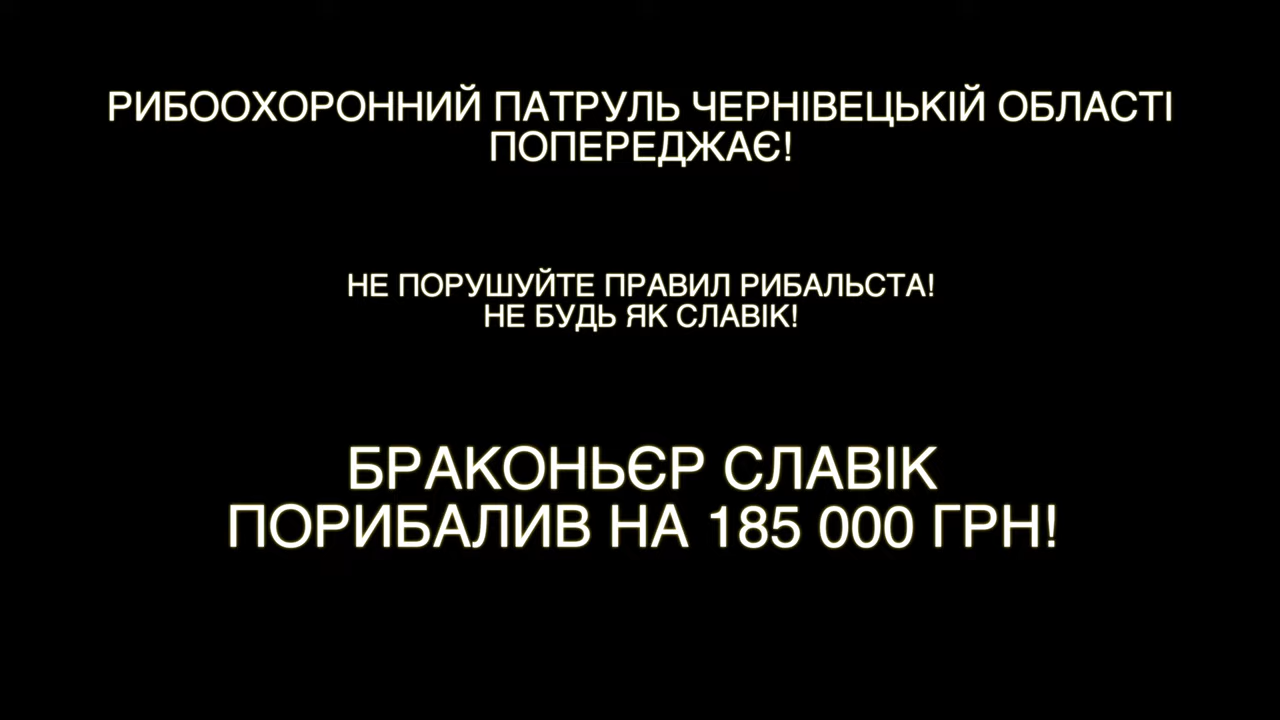 РИБООХОРОННИЙ ПАТРУЛЬ ЧЕРНІВЕЦЬКІЙ ОБЛАСТІ
ПОПЕРЕДЖАЄ!
НЕ ПОРУШУЙТЕ ПРАВИЛ РИБАЛЬСТА!
НЕ БУДЬ ЯК СЛАВІК!
БРАКОНЬЄР СЛАВІК
ПОРИБАЛИВ НА 185 000 ГРН!